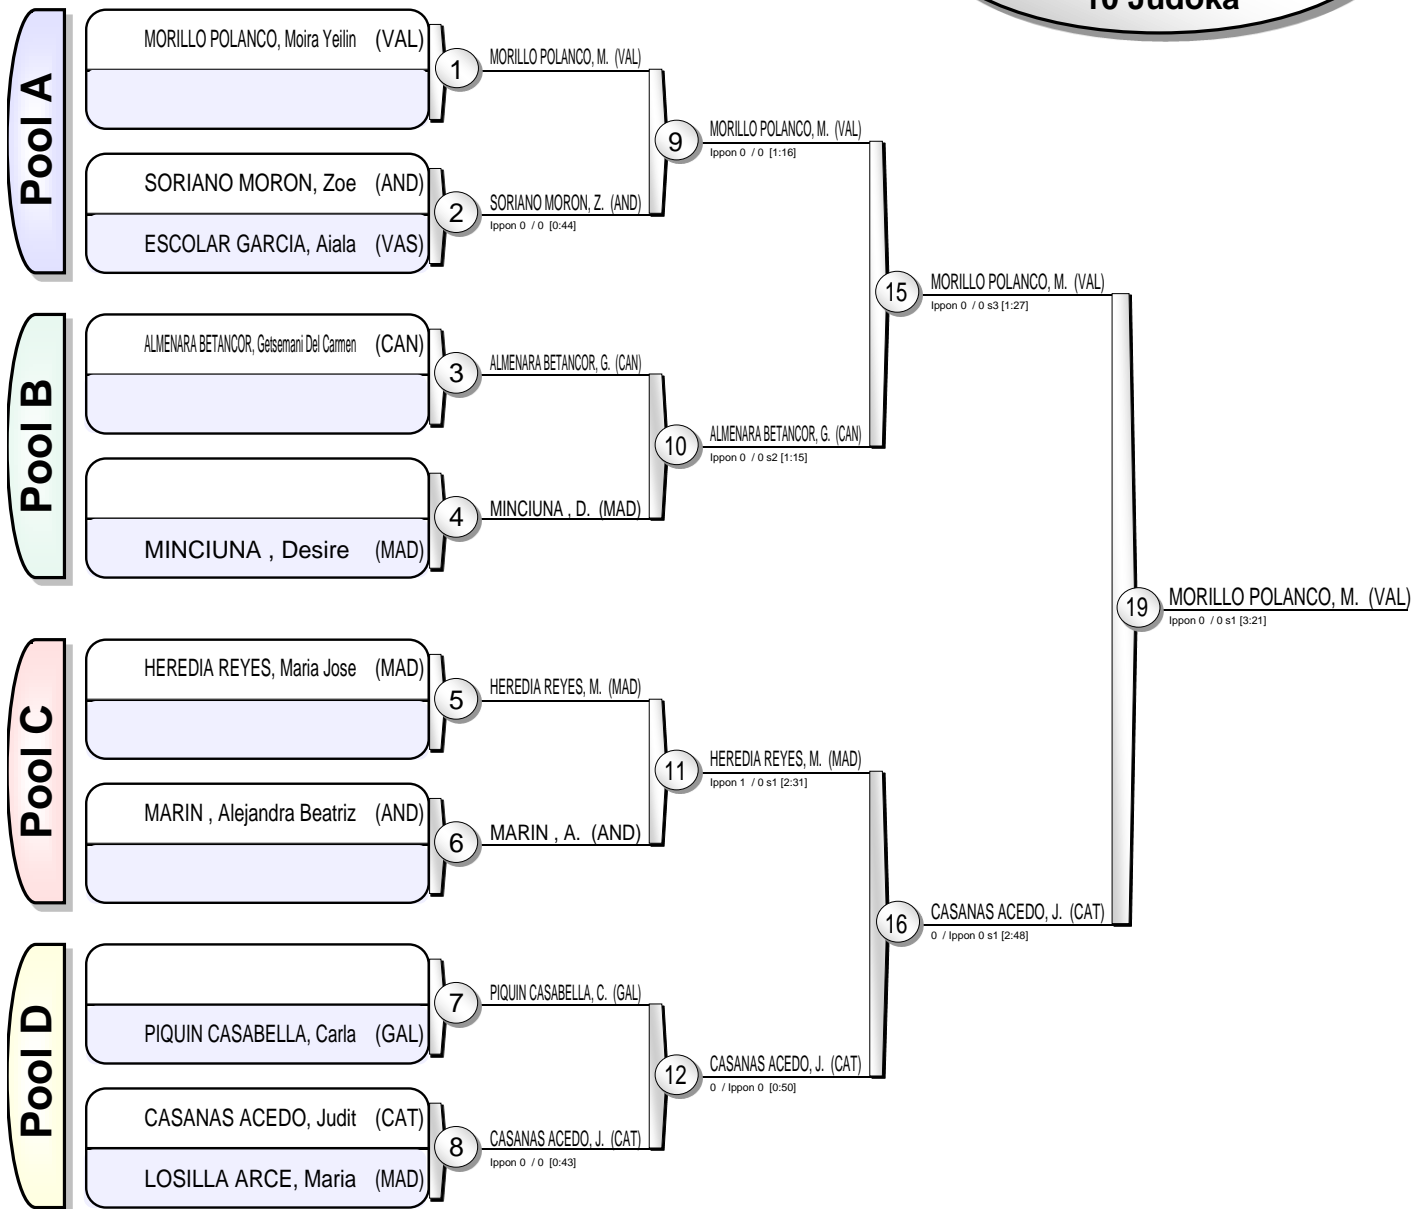 10 Judoka
Pool A
MORILLO POLANCO, Moira Yeilin (VAL)
1
MORILLO POLANCO, M. (VAL)
SORIANO MORON, Zoe (AND)
ESCOLAR GARCIA, Aiala (VAS)
2
SORIANO MORON, Z. (AND)
Ippon 0 / 0 [0:44]
9
MORILLO POLANCO, M. (VAL)
Ippon 0 / 0 [1:16]
Pool B
ALMENARA BETANCOR, Getsemani Del Carmen (CAN)
3
ALMENARA BETANCOR, G. (CAN)
MINCIUNA , Desire (MAD)
4
MINCIUNA , D. (MAD)
10
ALMENARA BETANCOR, G. (CAN)
Ippon 0 / 0 s2 [1:15]
15
MORILLO POLANCO, M. (VAL)
Ippon 0 / 0 s3 [1:27]
Pool C
HEREDIA REYES, Maria Jose (MAD)
5
HEREDIA REYES, M. (MAD)
MARIN , Alejandra Beatriz (AND)
6
MARIN , A. (AND)
11
HEREDIA REYES, M. (MAD)
Ippon 1 / 0 s1 [2:31]
Pool D
PIQUIN CASABELLA, Carla (GAL)
7
PIQUIN CASABELLA, C. (GAL)
CASANAS ACEDO, Judit (CAT)
LOSILLA ARCE, Maria (MAD)
8
CASANAS ACEDO, J. (CAT)
Ippon 0 / 0 [0:43]
12
CASANAS ACEDO, J. (CAT)
0 / Ippon 0 [0:50]
16
CASANAS ACEDO, J. (CAT)
0 / Ippon 0 s1 [2:48]
19
MORILLO POLANCO, M. (VAL)
Ippon 0 / 0 s1 [3:21]